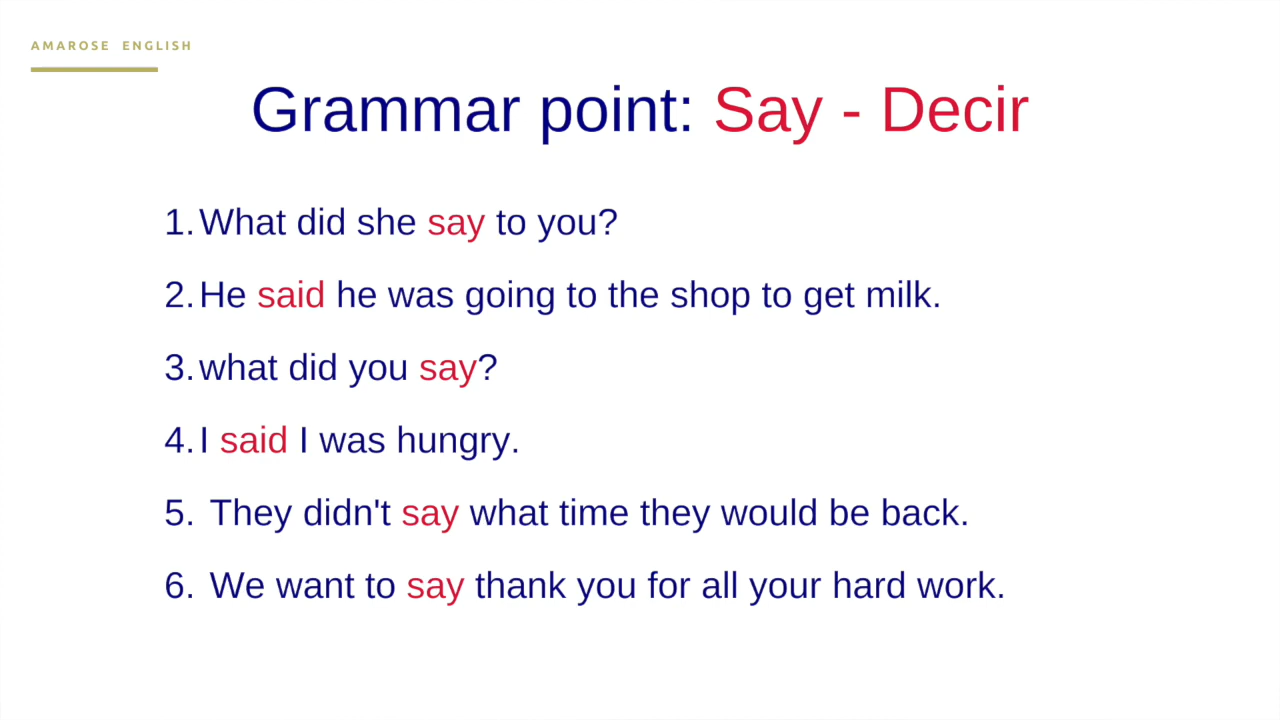 AMAROSE ENGLISH
Grammar point: Say - Decir
1. What did she say to you?
2. He said he was going to the shop to get milk.
3. what did you say?
4. I said I was hungry.
5. They didn't say what time they would be back.
6. We want to say thank you for all your hard work.